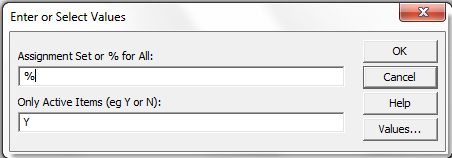 Enter or Select Values
Assignment Set or % for All:
%
Only Active Items (eg Y or N):
Y
OK
Cancel
Help
Values...